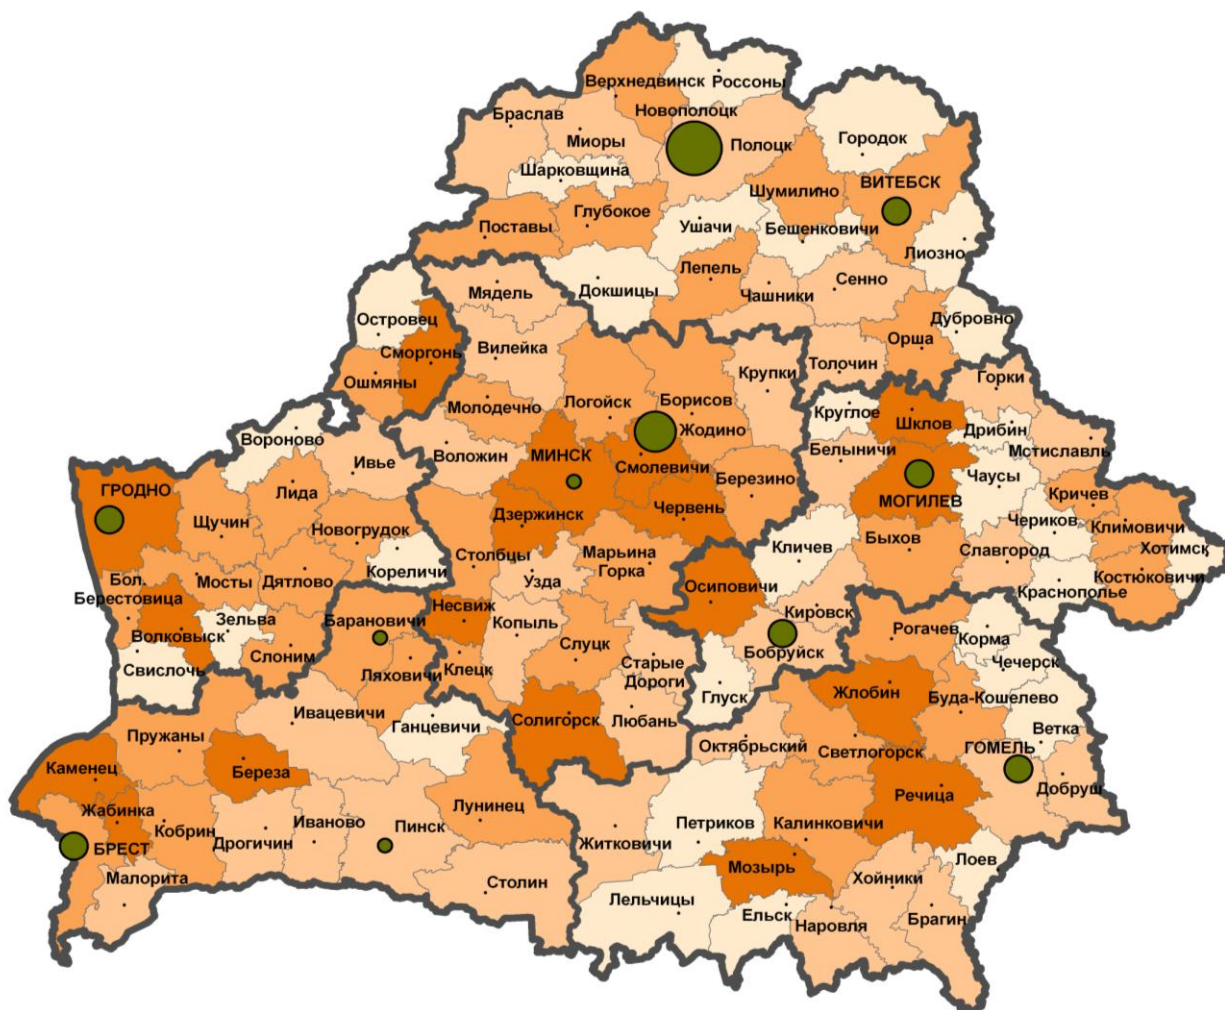 Верхнедвинск
Россоны
Браслав
Новополоцк
Миоры
Полоцк
Городок
Шарковщина
Шумилино
ВИТЕБСК
Глубокое
Поставы
Ушачи
Бешенковичи
Лиозно
Лепель
Сенно
Докшицы
Чашники
Мядель
Островец
Дубровно
Орша
Сморгонь
Вилейка
Толочин
Крупки
Ошмяны
Горки
Молодечно
Логойск
Борисов
Круглое
Шклов
Дрибин
Жодино
Вороново
Мстиславль
Ивье
Воложин
МИНСК
Смолевичи
Белыничи
Чаусы
ГРОДНО
Лида
Березино
МОГИЛЕВ
Кричев
Щучин
Новогрудок
Дзержинск
Червень
Чериков
Климовичи
Столбцы
Марьина
Горка
Кличев
Быхов
Славгород
Хотимск
Кореличи
Бол.
Берестовица
Мосты
Дятлово
Узда
Осиповичи
Костюковичи
Краснополье
Зельва
Барановичи
Несвиж
Копыль
Кировск
Волковыск
Слуцк
Рогачев
Корма
Слоним
Бобруйск
Свислочь
Ляховичи
Клецк
Старые
Дороги
Чечерск
Глуск
Жлобин
Буда-Кошелево
Ивацевичи
Ганцевичи
Солигорск
Любань
Ветка
Пружаны
Октябрьский
Светлогорск
ГОМЕЛЬ
Каменец
Береза
Речица
Добруш
Жабинка
Лунинец
Кобрин
Иваново
Пинск
Петриков
Калинковичи
БРЕСТ
Дрогичин
Житковичи
Лоев
Мозырь
Малорита
Столин
Хойники
Лельчицы
Ельск
Наровля
Брагин